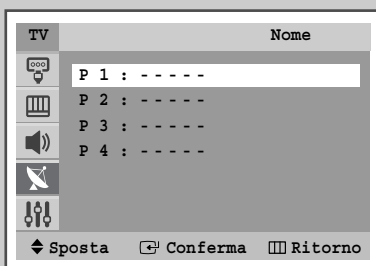 TV Nome
P 1 : - - - - -
P 2 : - - - - -
P 3 : - - - - -
P 4 : - - - - -
Sposta Conferma Ritorno